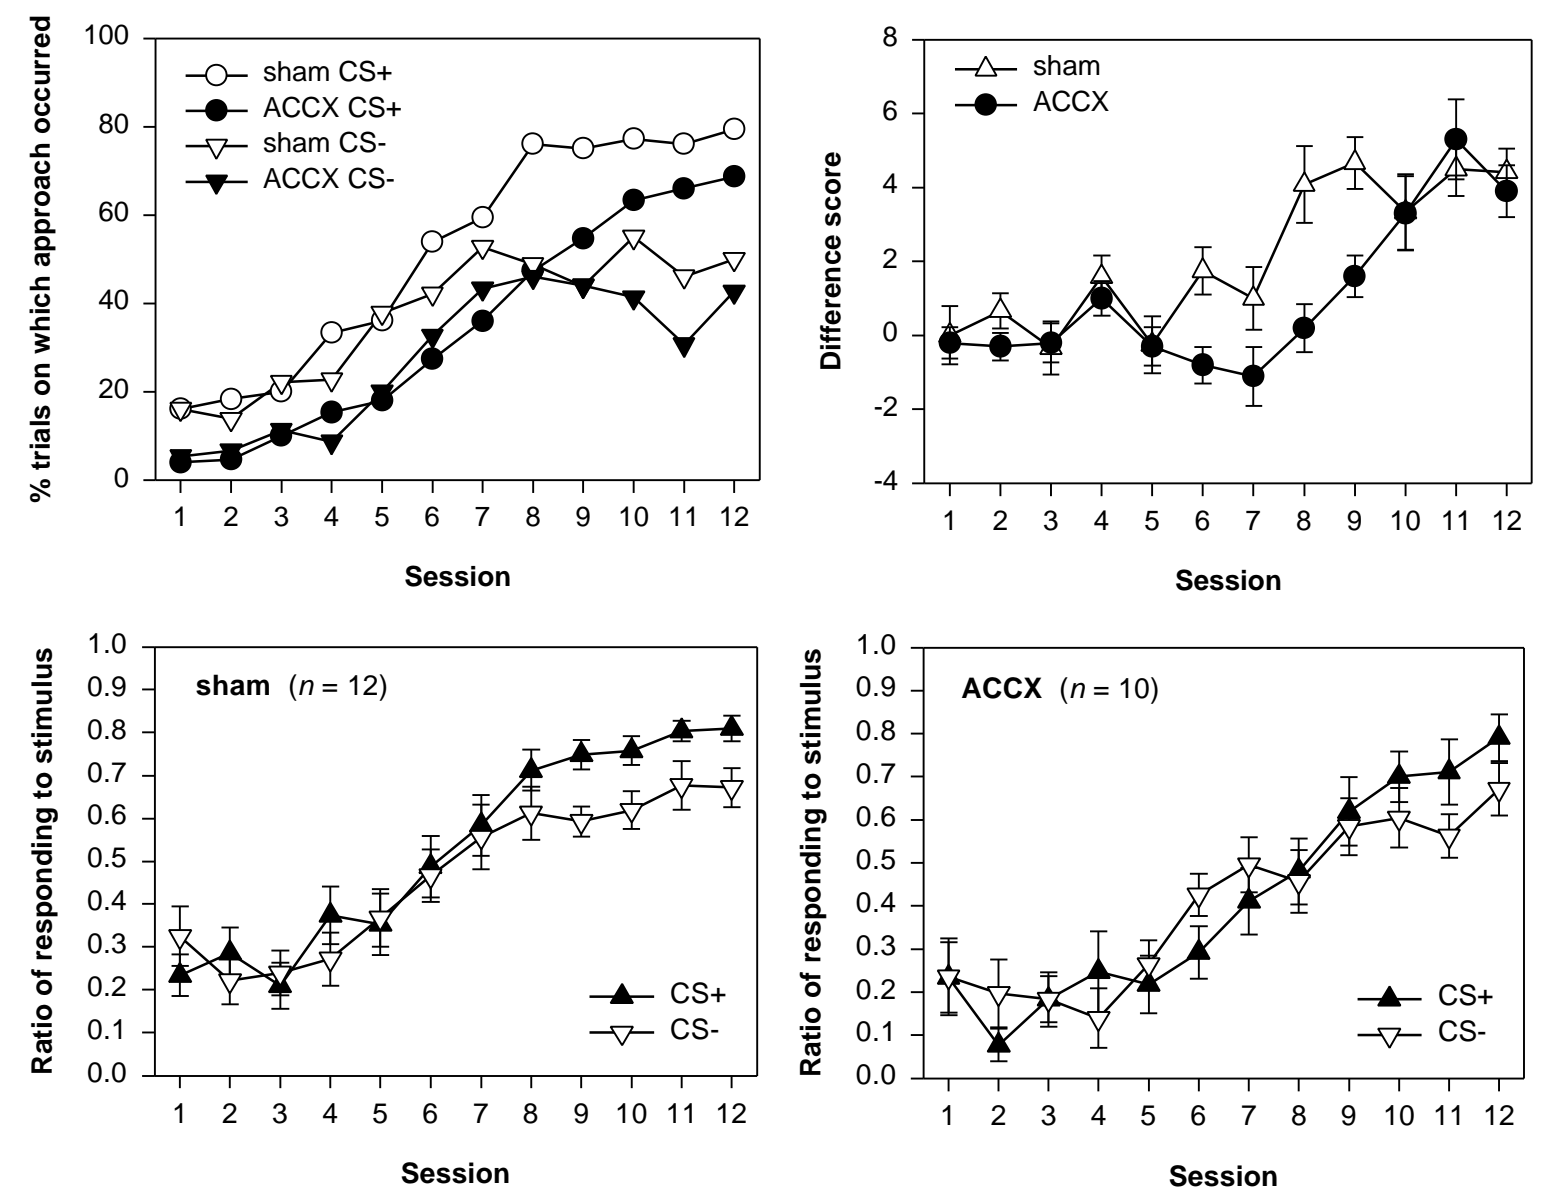 % trials on which approach occurred
100
80
60
40
20
0
sham CS+
ACCX CS+
sham CS-
ACCX CS-
1 2 3 4 5 6 7 8 9 10 11 12
Session
Difference score
8
6
4
2
0
-2
-4
sham
ACCX
1 2 3 4 5 6 7 8 9 10 11 12
Session
Ratio of responding to stimulus
1.0
0.9
0.8
0.7
0.6
0.5
0.4
0.3
0.2
0.1
0.0
sham (n = 12)
CS+
CS-
1 2 3 4 5 6 7 8 9 10 11 12
Session
Ratio of responding to stimulus
1.0
0.9
0.8
0.7
0.6
0.5
0.4
0.3
0.2
0.1
0.0
ACCX (n = 10)
CS+
CS-
1 2 3 4 5 6 7 8 9 10 11 12
Session